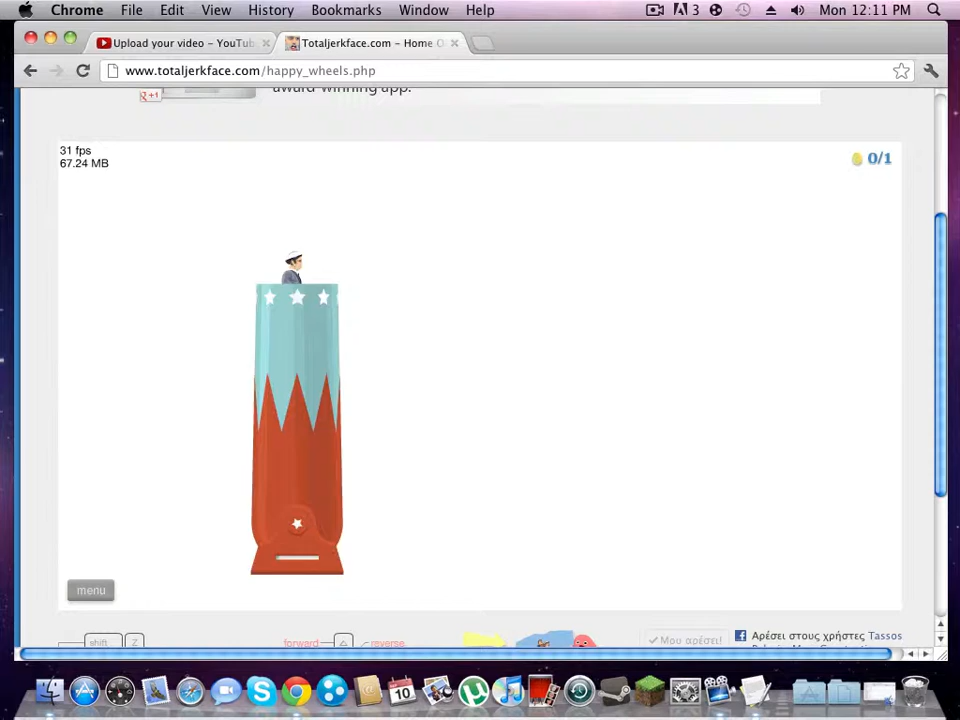 Chrome File Edit View History Bookmarks Window Help 3 Mon 12:11 PM
Upload your video - YouTub Totaljerkface.com - Home O
www.totaljerkface.com/happy_wheels.php
+1 award-winning app.
31 fps
67.24 MB
0/1
menu
shift Z forward reverse Μου αρέσει! Αρέσει στους χρήστες Tassos
10